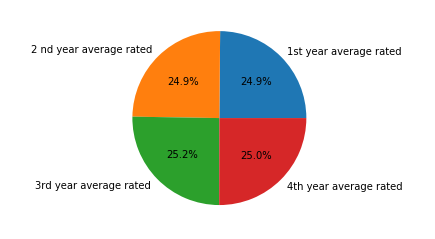 2 nd year average rated
1st year average rated
24.9%
24.9%
25.2%
25.0%
3rd year average rated
4th year average rated